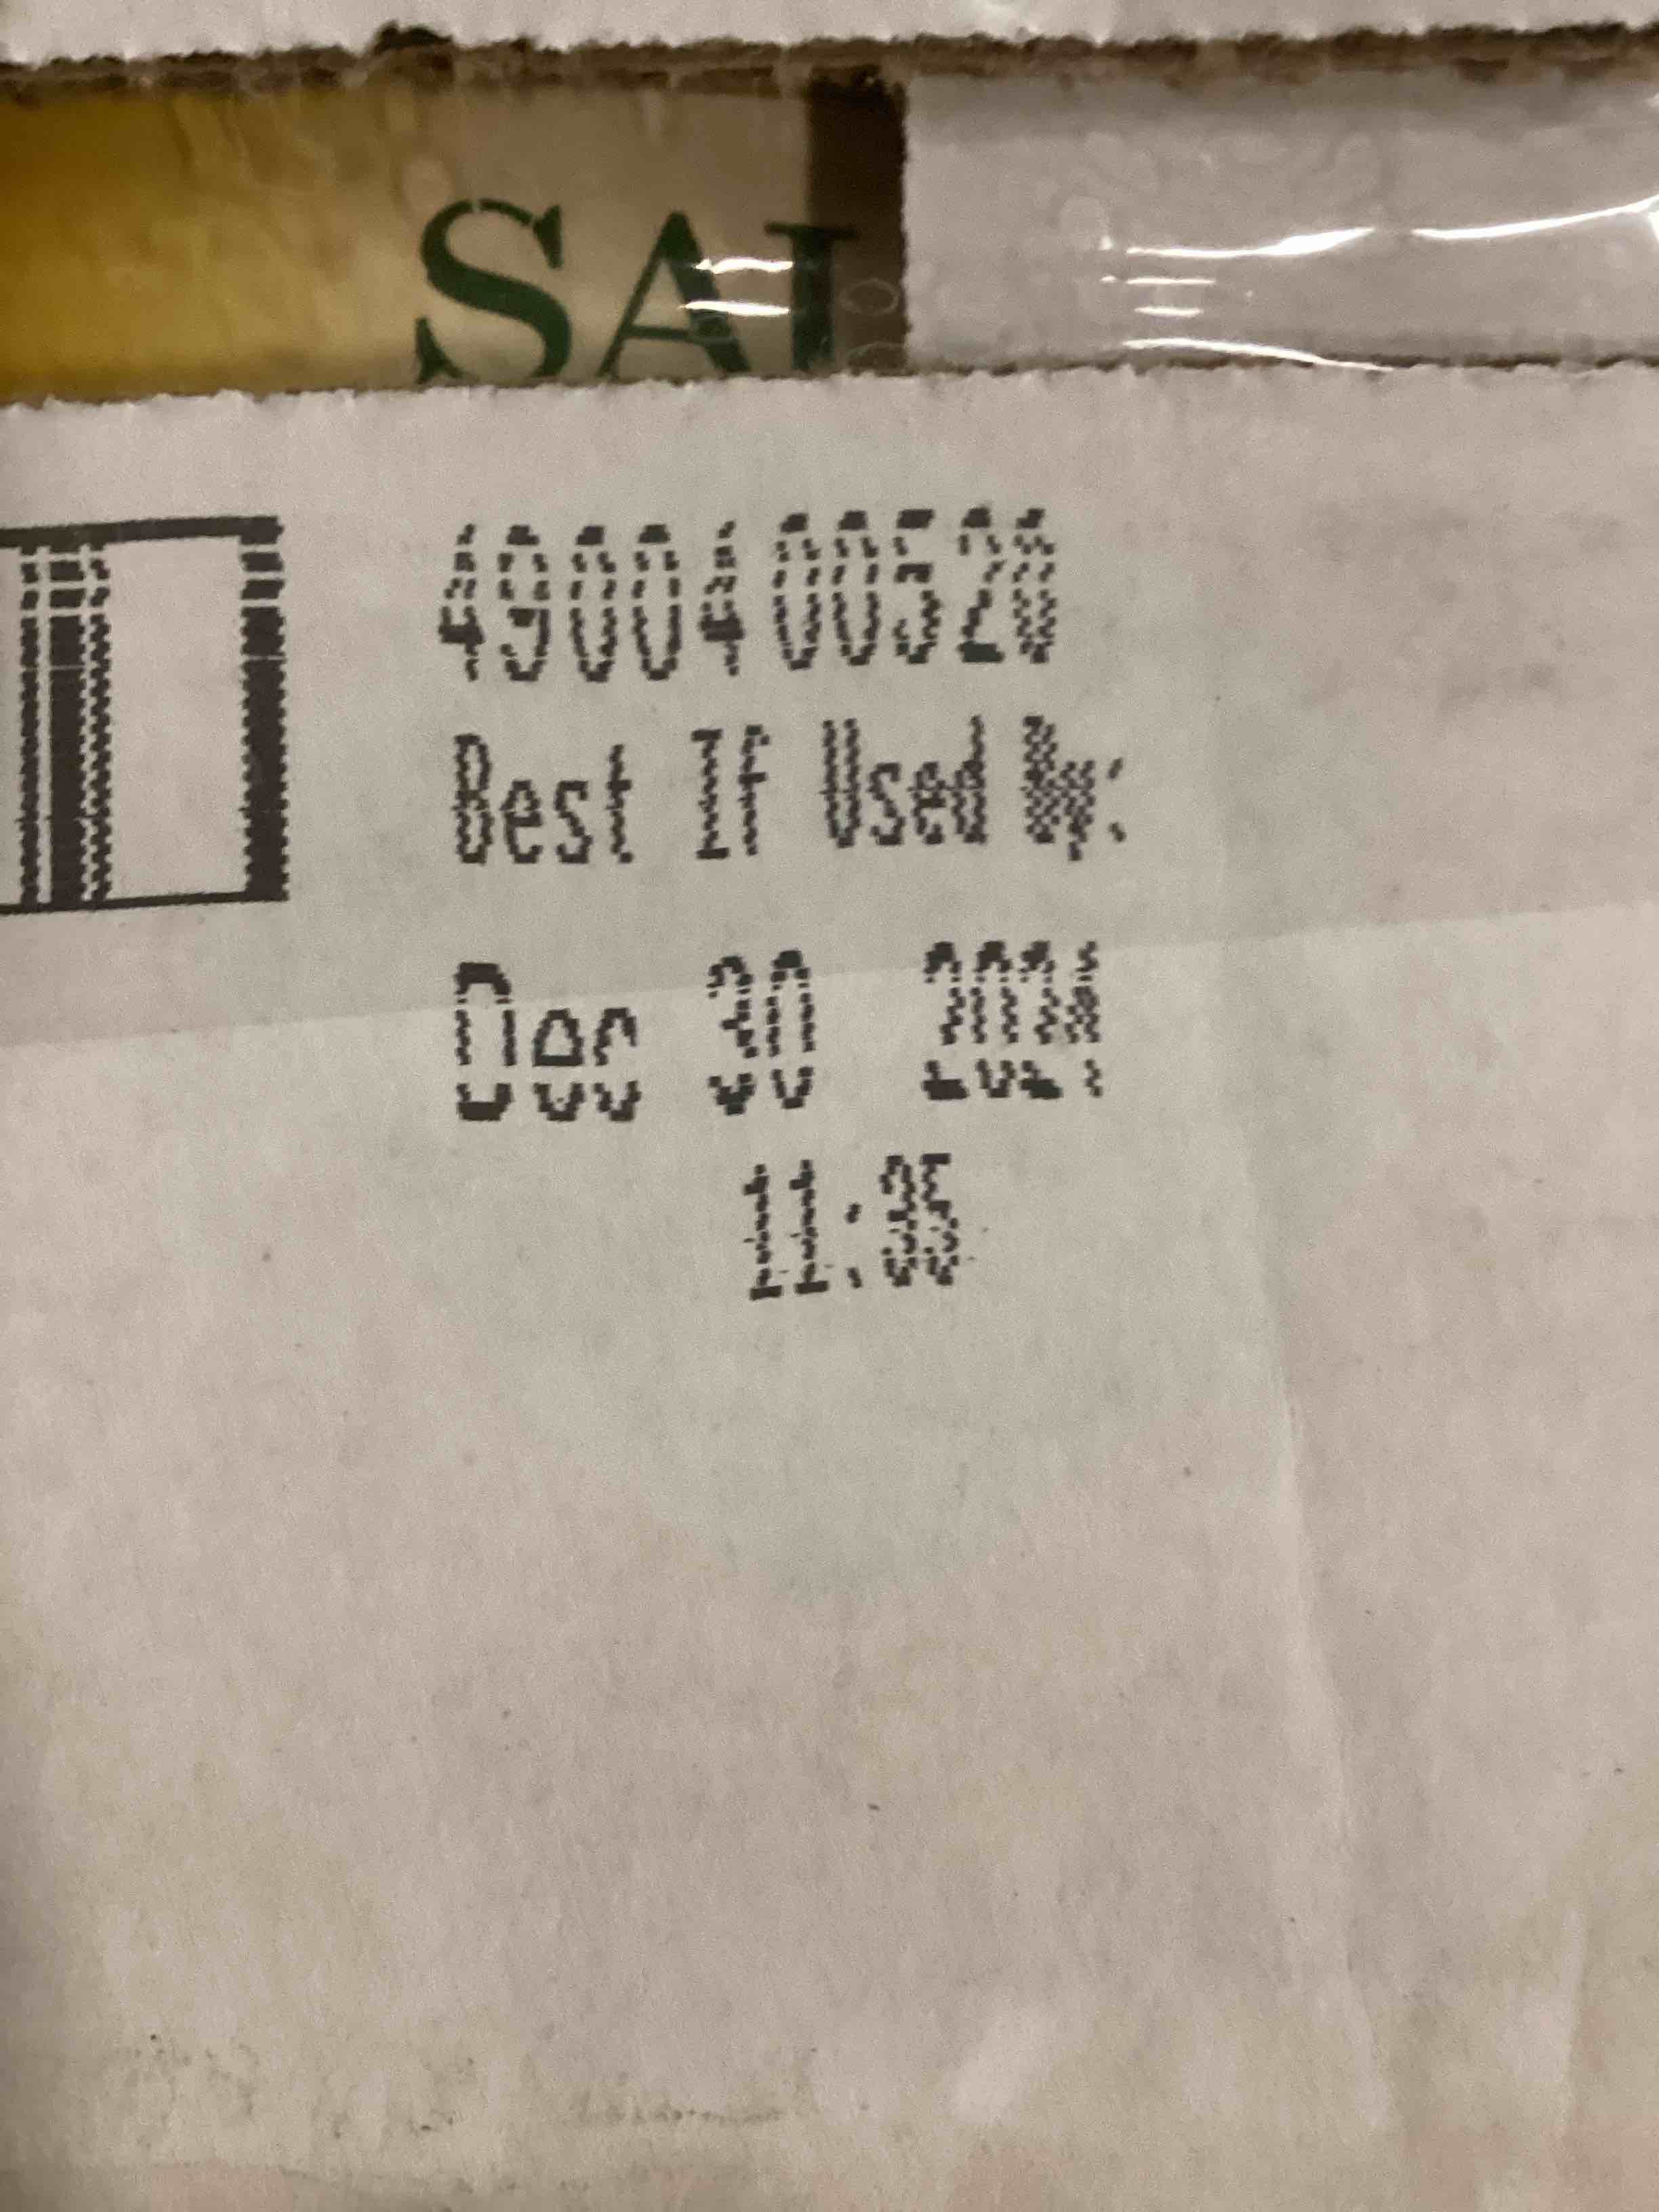 SAL
4900400520
Best If Used By:
Dec 30 2024
11:35